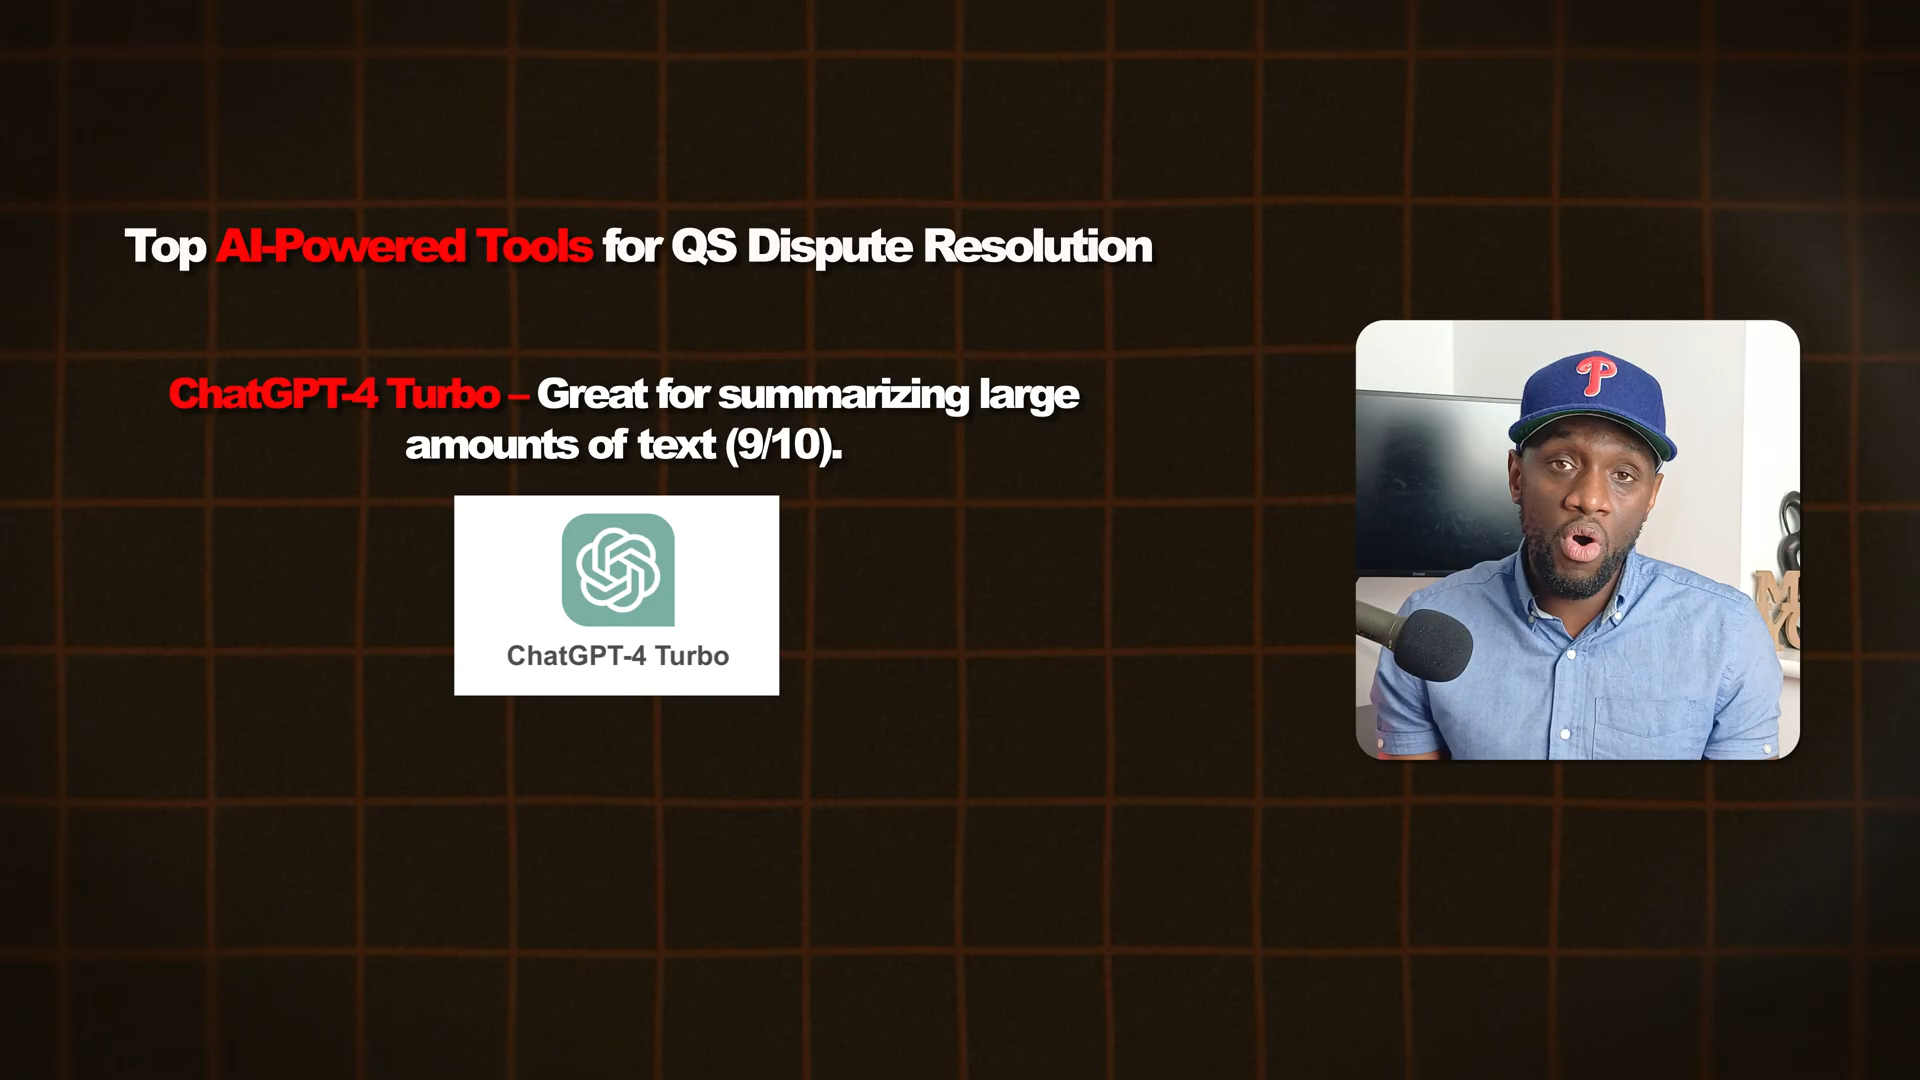 Top AI-Powered Tools for QS Dispute Resolution
ChatGPT-4 Turbo – Great for summarizing large
amounts of text (9/10).
ChatGPT-4 Turbo
P